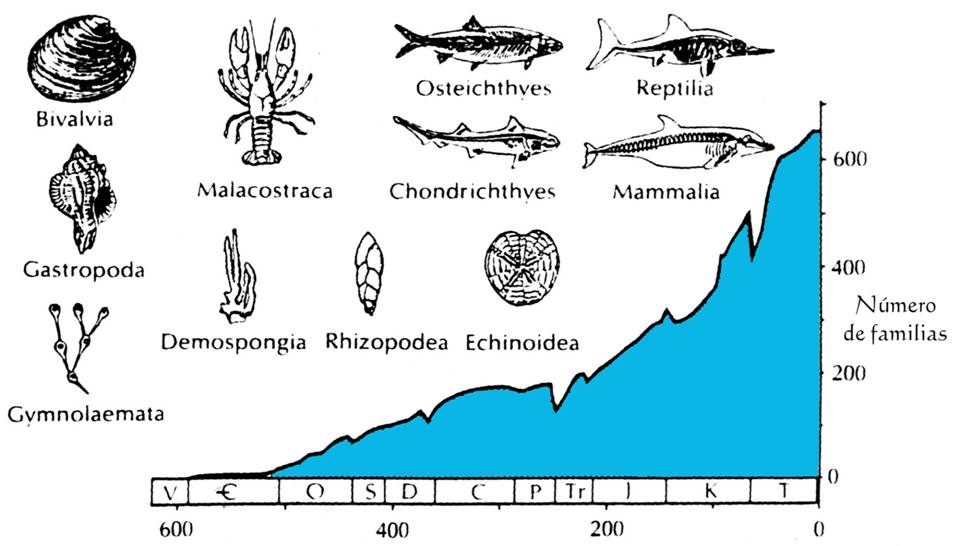 Bivalvia
Gastropoda
Gymnolaemata
Malacostraca
Demospongia
Rhizopodea
Echinoidea
Osteichthyes
Chondrichthyes
Reptilia
Mammalia
600
400
200
0
Número
de familias
V Ꞓ O S D C P Tr J K T
600 400 200 0